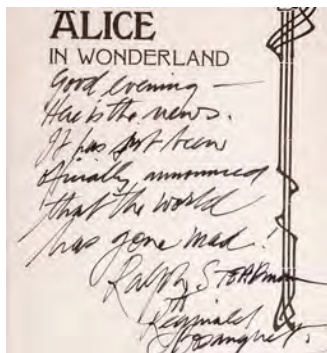 ALICE
IN WONDERLAND
Good evening –
Here is the news.
It has just been
officially announced
that the world
has gone mad!
Ralph STEADman
Reginald
Bosanquet.